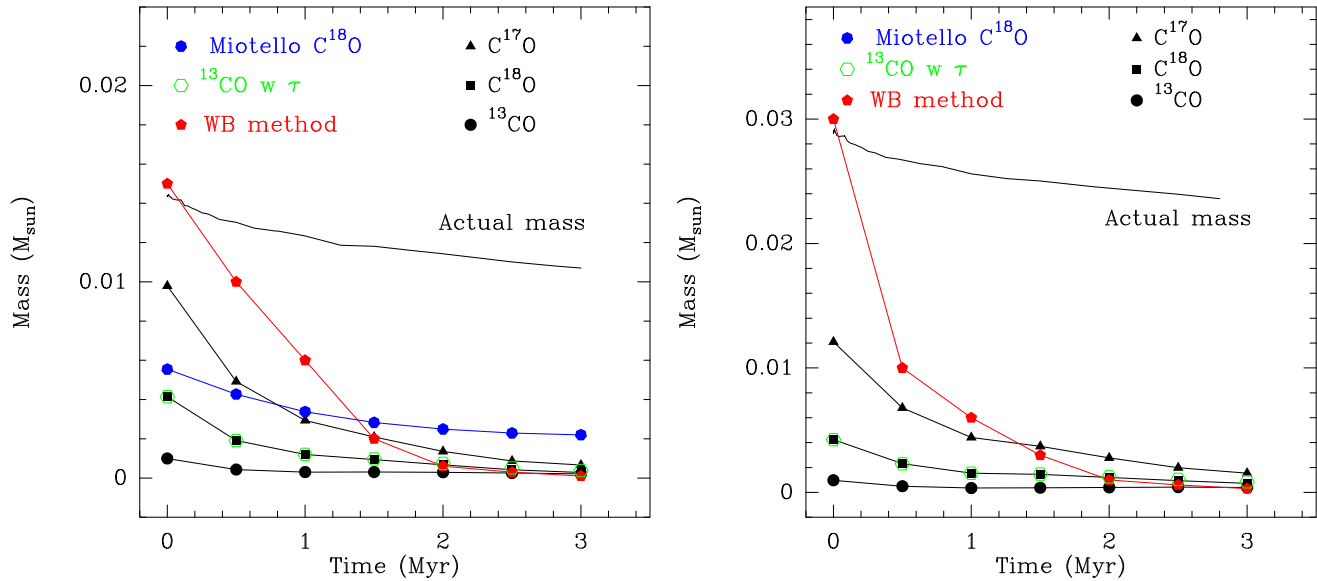 Miotello C¹⁸O
¹³CO w τ
WB method
C¹⁷O
C¹⁸O
¹³CO
Actual mass
0.02
0.01
0
Mass (M_sun)
0 1 2 3
Time (Myr)
Miotello C¹⁸O
¹³CO w τ
WB method
C¹⁷O
C¹⁸O
¹³CO
Actual mass
0.03
0.02
0.01
0
Mass (M_sun)
0 1 2 3
Time (Myr)